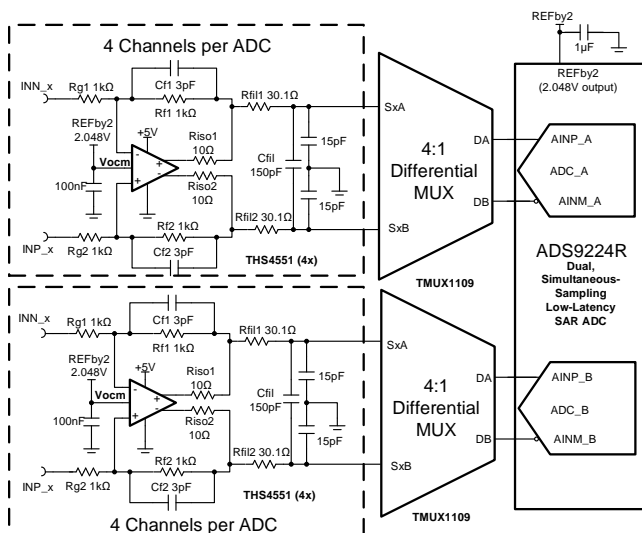 4 Channels per ADC
INN_x
Rg1 1kΩ
Cf1 3pF
Rf1 1kΩ
REFby2
2.048V
Vocm
+5V
-
+
-
+
100nF
Riso1
10Ω
Riso2
10Ω
Rfil1 30.1Ω
Cfil
150pF
15pF
15pF
Rfil2 30.1Ω
INP_x
Rg2 1kΩ
Rf2 1kΩ
Cf2 3pF
THS4551 (4x)
SxA
SxB
4:1
Differential
MUX
DA
DB
TMUX1109
REFby2
1µF
REFby2
(2.048V output)
AINP_A
ADC_A
AINM_A
ADS9224R
Dual,
Simultaneous-
Sampling
Low-Latency
SAR ADC
INN_x
Rg1 1kΩ
Cf1 3pF
Rf1 1kΩ
REFby2
2.048V
Vocm
+5V
-
+
-
+
100nF
Riso1
10Ω
Riso2
10Ω
Rfil1 30.1Ω
Cfil
150pF
15pF
15pF
Rfil2 30.1Ω
INP_x
Rg2 1kΩ
Rf2 1kΩ
Cf2 3pF
THS4551 (4x)
4 Channels per ADC
SxA
SxB
4:1
Differential
MUX
DA
DB
TMUX1109
AINP_B
ADC_B
AINM_B